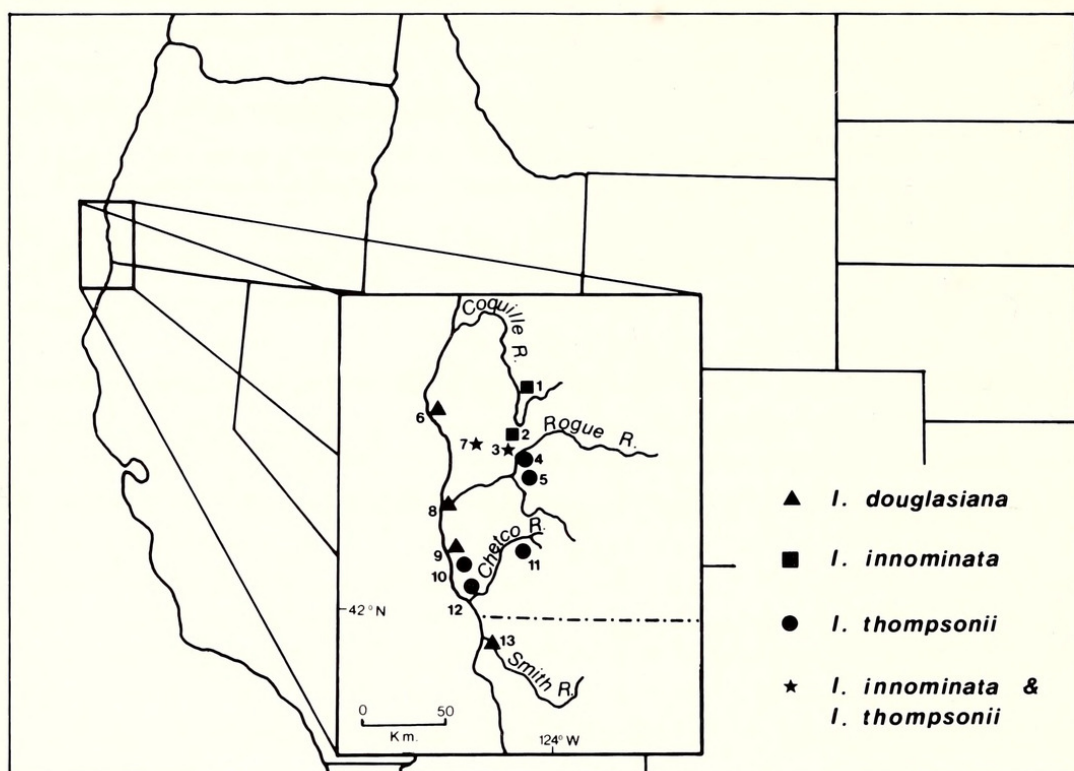 Coquille R.
1
6
2
Rogue R.
7
3
4
5
8
Chetco R.
9
11
10
12
42° N
13
Smith R.
0 50
Km.
124° W
I. douglasiana
I. innominata
I. thompsonii
I. innominata &
I. thompsonii